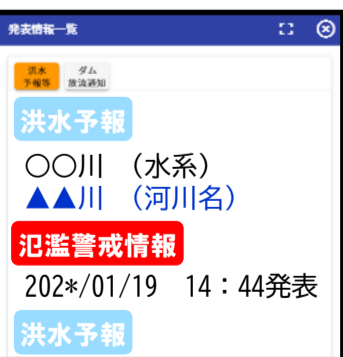 発表情報一覧
洪水
予報等
ダム
放流通知
洪水予報
〇〇川 （水系）
▲▲川 （河川名）
氾濫警戒情報
202*/01/19 14：44発表
洪水予報